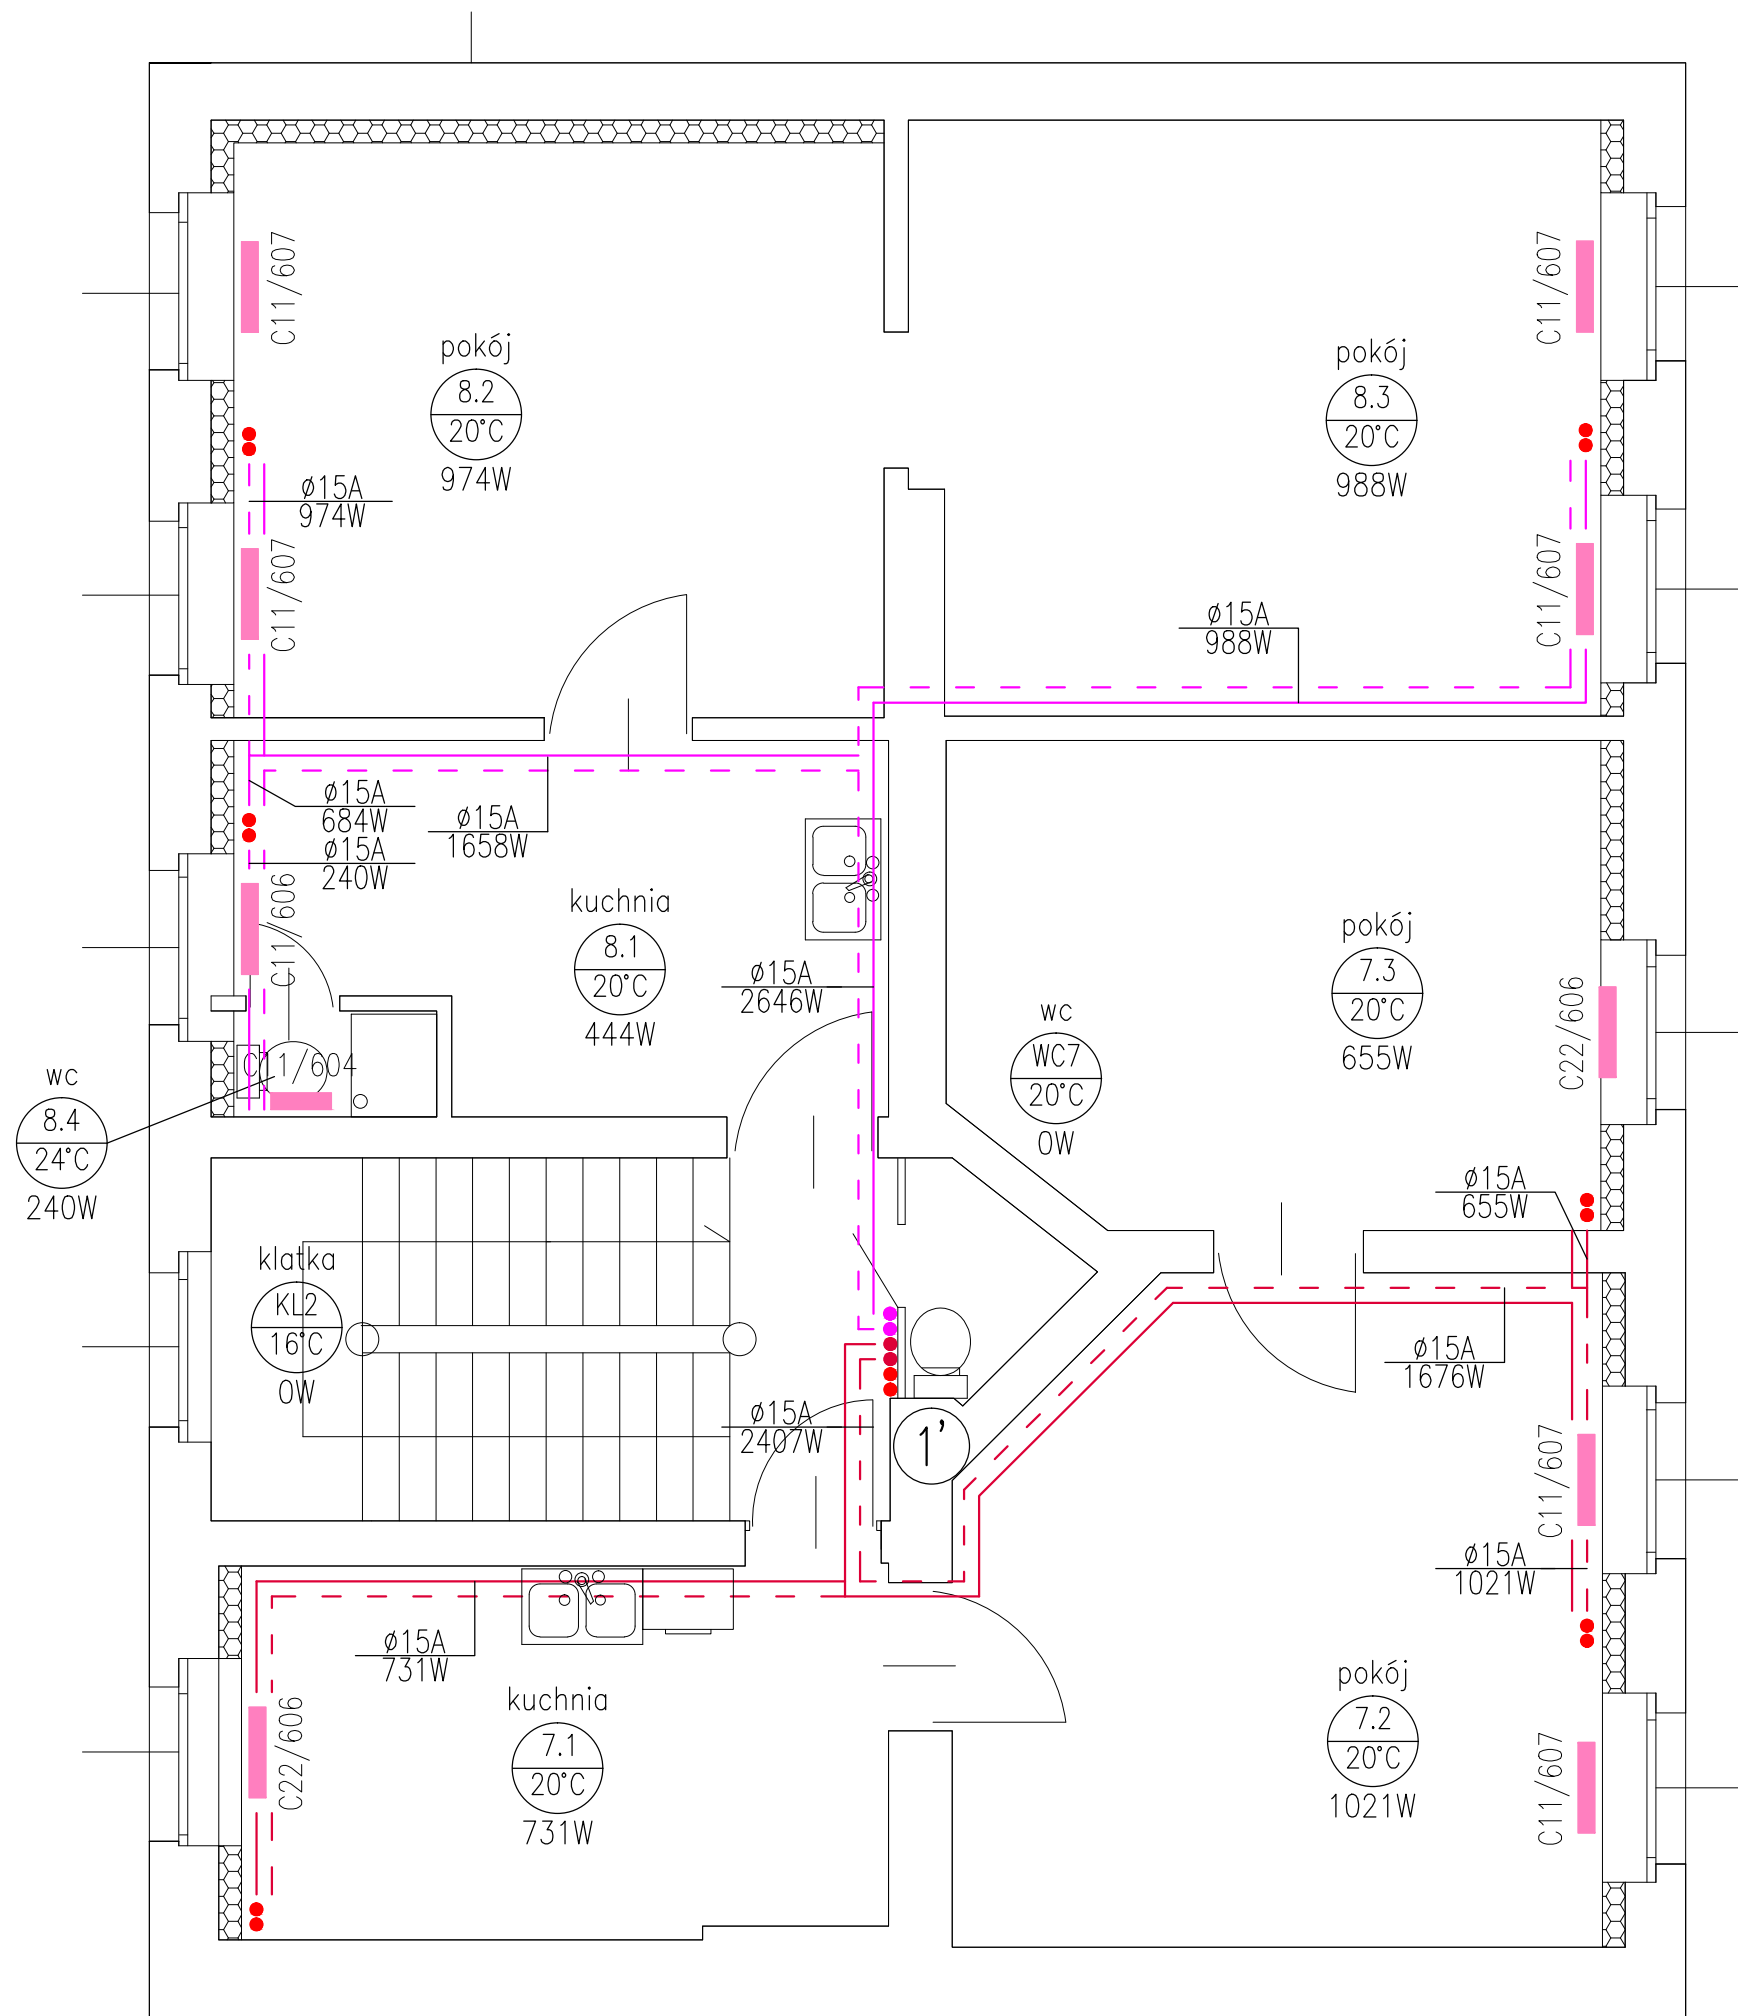 C11/607
pokój
8.2
20°C
974W
ø15A
974W
C11/607
C11/607
pokój
8.3
20°C
988W
C11/607
ø15A
988W
ø15A
684W
ø15A
1658W
ø15A
240W
C11/606
kuchnia
8.1
20°C
444W
ø15A
2646W
C11/604
wc
8.4
24°C
240W
wc
WC7
20°C
0W
pokój
7.3
20°C
655W
C22/606
ø15A
655W
klatka
KL2
16°C
0W
ø15A
2407W
1’
ø15A
1676W
C11/607
ø15A
1021W
ø15A
731W
C22/606
kuchnia
7.1
20°C
731W
pokój
7.2
20°C
1021W
C11/607